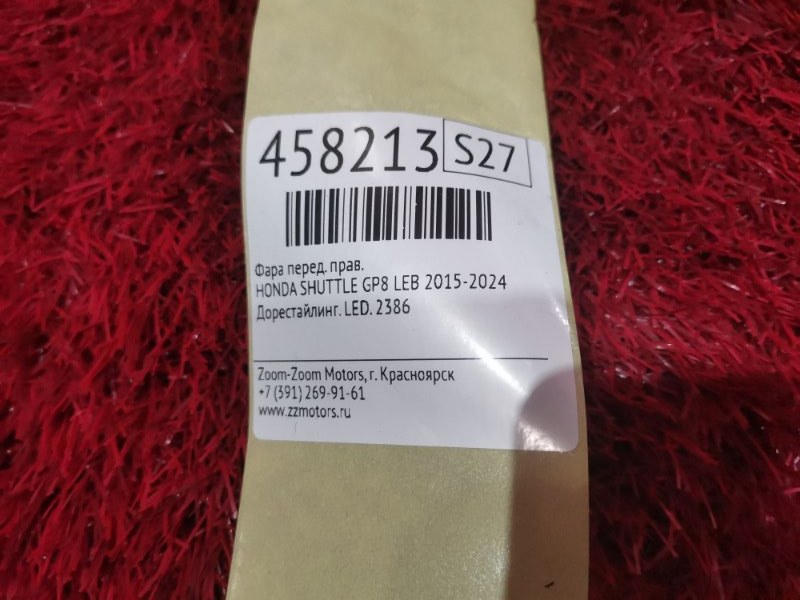 458213 S27
Фара перед. прав.
HONDA SHUTTLE GP8 LEB 2015-2024
Дорестайлинг. LED. 2386
Zoom-Zoom Motors, г. Красноярск
+7 (391) 269-91-61
www.zzmotors.ru